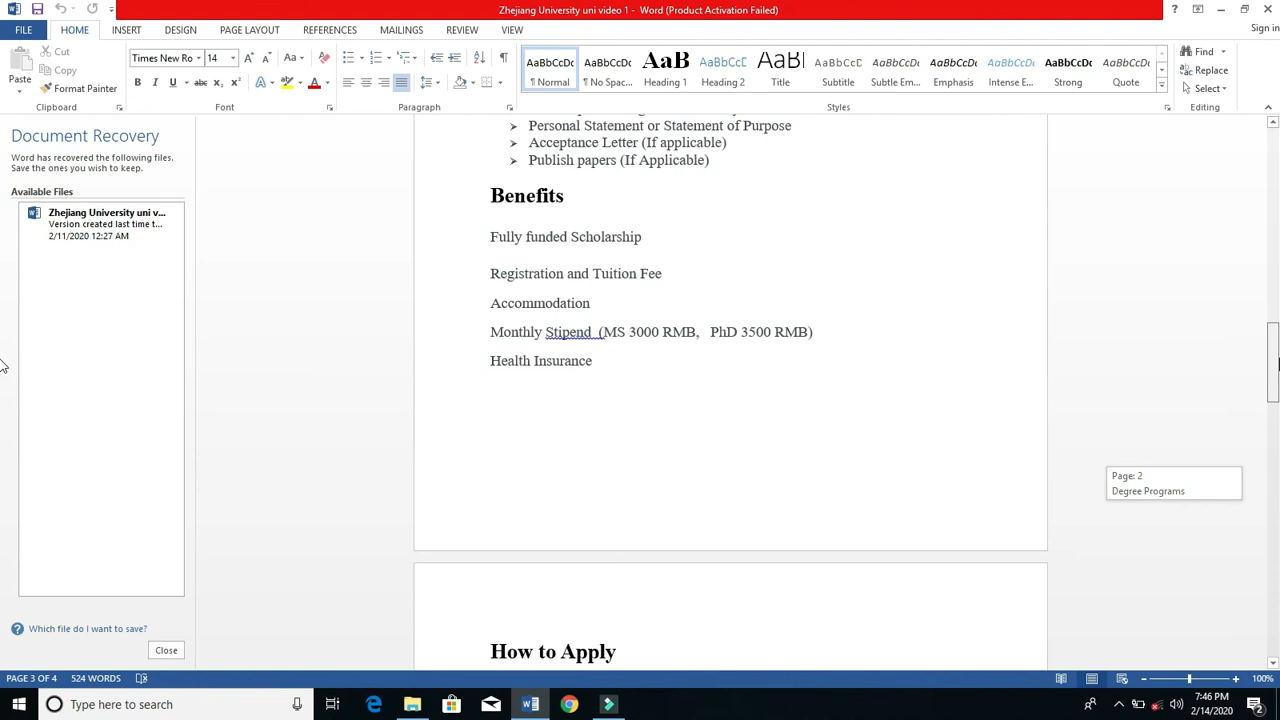 Zhejiang University uni video 1 - Word (Product Activation Failed)
FILE HOME INSERT DESIGN PAGE LAYOUT REFERENCES MAILINGS REVIEW VIEW Sign in
Paste
Cut
Copy
Format Painter
Clipboard
Times New Ro 14
Font
Paragraph
AaBbCcDc AaBbCcDc AaB AaBbCcD AaB AaBbCcD AaBbCcDc AaBbCcDc AaBbCcDc AaBbCcDc AaBbCcDc
¶ Normal ¶ No Spac... Heading 1 Heading 2 Title Subtitle Subtle Em... Emphasis Intense E... Strong Quote
Styles
Find
Replace
Select
Editing
Document Recovery
Word has recovered the following files.
Save the ones you wish to keep.
Available Files
Zhejiang University uni v...
Version created last time t...
2/11/2020 12:27 AM
Which file do I want to save?
Close
Personal Statement or Statement of Purpose
Acceptance Letter (If applicable)
Publish papers (If Applicable)
Benefits
Fully funded Scholarship
Registration and Tuition Fee
Accommodation
Monthly Stipend (MS 3000 RMB, PhD 3500 RMB)
Health Insurance
Page: 2
Degree Programs
How to Apply
PAGE 3 OF 4 524 WORDS 100%
Type here to search
7:46 PM
2/14/2020